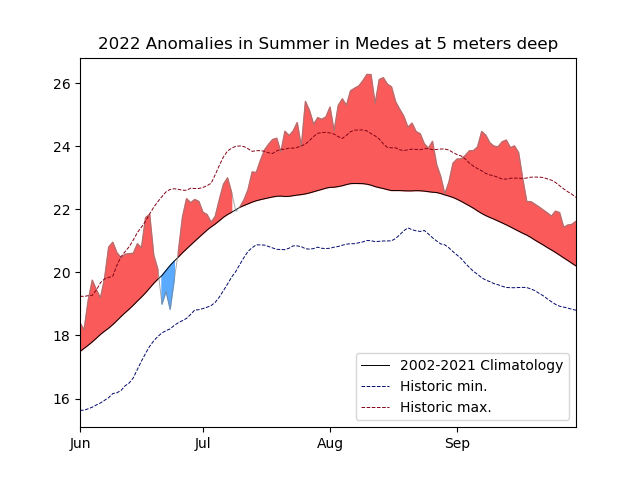 2022 Anomalies in Summer in Medes at 5 meters deep
26
24
22
20
18
16
Jun
Jul
Aug
Sep
2002-2021 Climatology
Historic min.
Historic max.